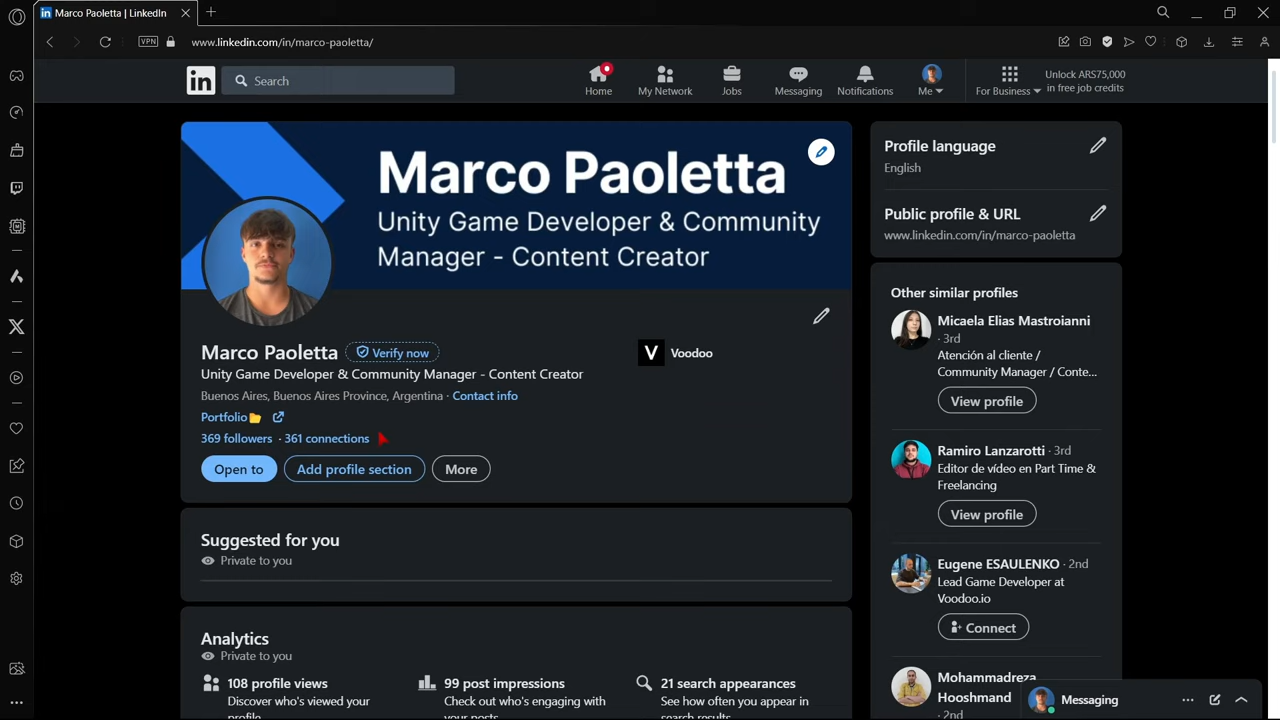 Marco Paoletta | LinkedIn
VPN
www.linkedin.com/in/marco-paoletta/
in
Search
Home
My Network
Jobs
Messaging
Notifications
Me
For Business
Unlock ARS75,000
in free job credits
Marco Paoletta
Unity Game Developer & Community
Manager - Content Creator
Marco Paoletta
Verify now
Unity Game Developer & Community Manager - Content Creator
Buenos Aires, Buenos Aires Province, Argentina · Contact info
Portfolio
369 followers · 361 connections
V Voodoo
Open to
Add profile section
More
Suggested for you
Private to you
Analytics
Private to you
108 profile views
Discover who's viewed your
profile
99 post impressions
Check out who's engaging with
your posts
21 search appearances
See how often you appear in
search results
Profile language
English
Public profile & URL
www.linkedin.com/in/marco-paoletta
Other similar profiles
Micaela Elias Mastroianni
· 3rd
Atención al cliente /
Community Manager / Conte...
View profile
Ramiro Lanzarotti · 3rd
Editor de vídeo en Part Time &
Freelancing
View profile
Eugene ESAULENKO · 2nd
Lead Game Developer at
Voodoo.io
Connect
Mohammadreza
Hooshmand
· 2nd
Messaging